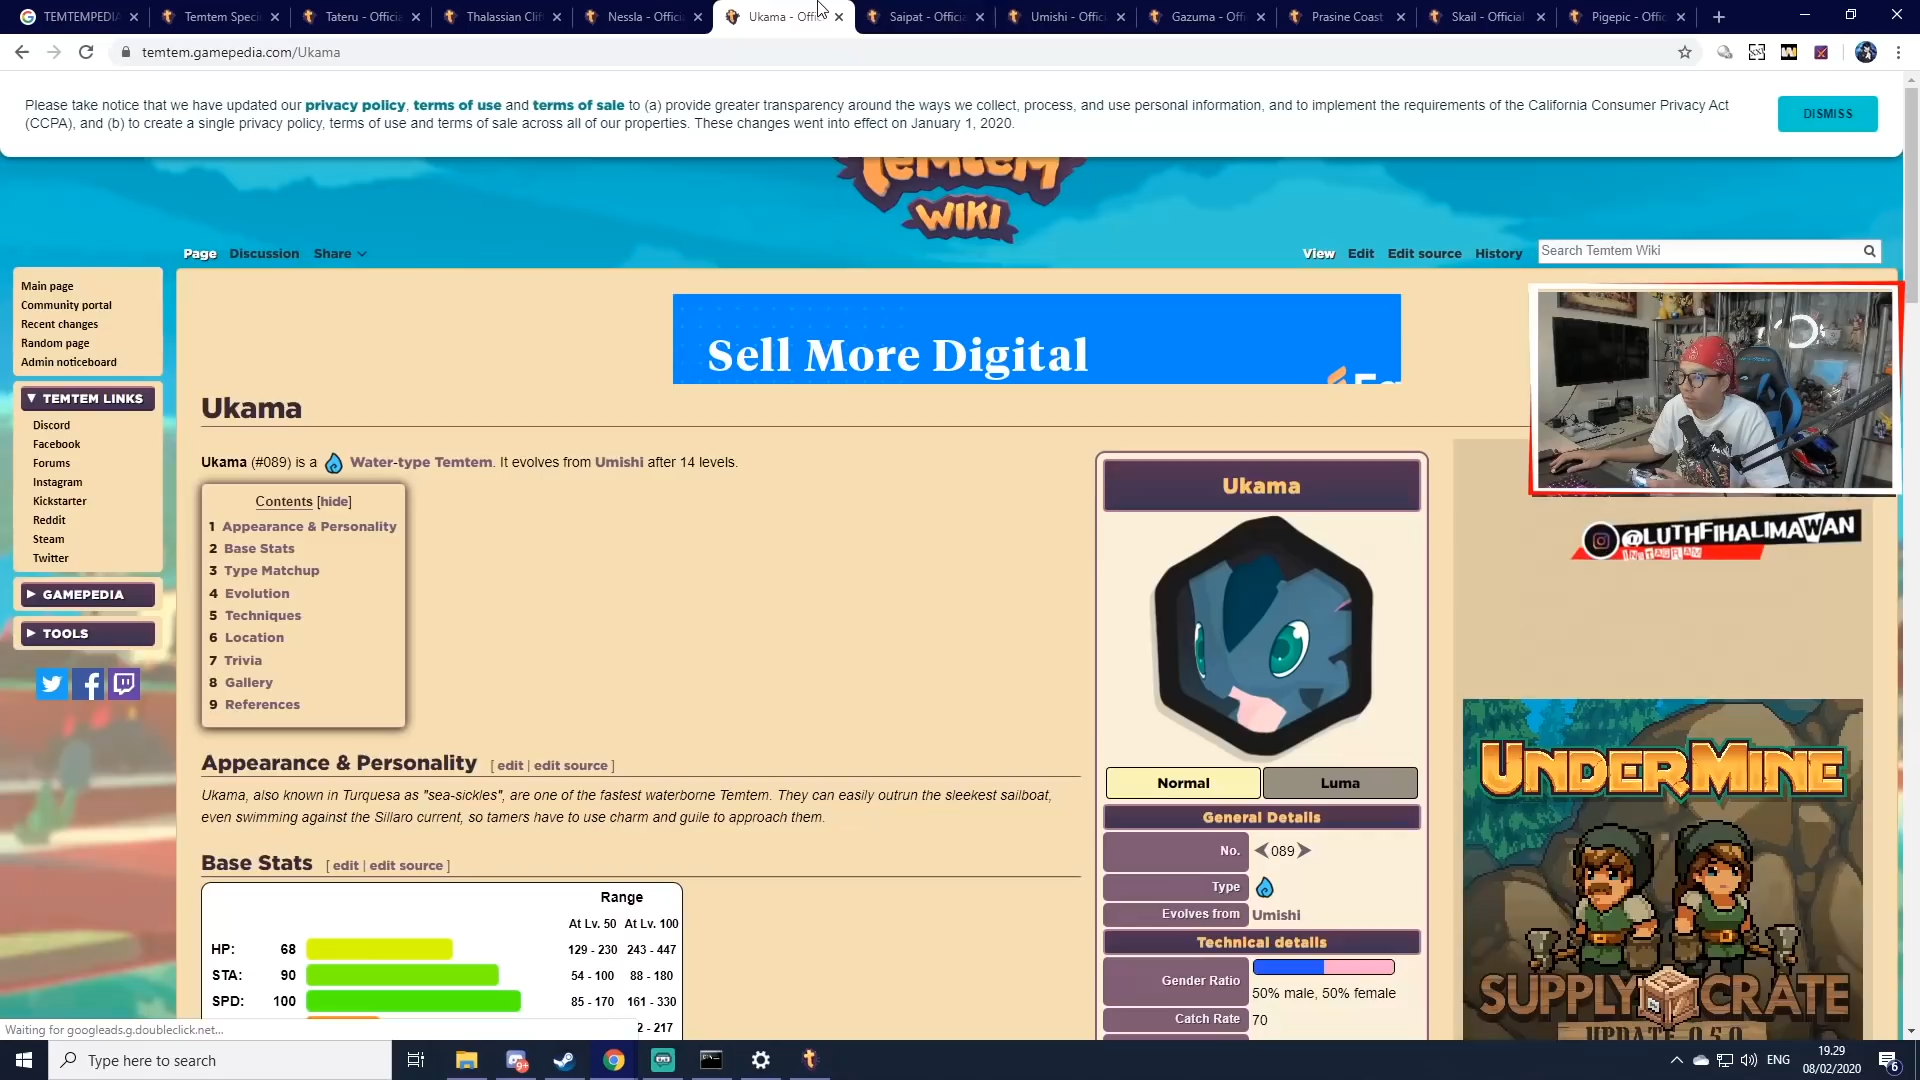 TEMTEMPEDI
Temtem Speci
Tateru - Officia
Thalassian Clif
Nessla - Offici
Ukama - Offi
Saipat - Officia
Umishi - Offici
Gazuma - Offi
Prasine Coast
Skail - Official
Pigepic - Offic
temtem.gamepedia.com/Ukama
Please take notice that we have updated our privacy policy, terms of use and terms of sale to (a) provide greater transparency around the ways we collect, process, and use personal information, and to implement the requirements of the California Consumer Privacy Act
(CCPA), and (b) to create a single privacy policy, terms of use and terms of sale across all of our properties. These changes went into effect on January 1, 2020.
DISMISS
Temtem
WIKI
Page Discussion Share
View Edit Edit source History
Search Temtem Wiki
Main page
Community portal
Recent changes
Random page
Admin noticeboard
TEMTEM LINKS
Discord
Facebook
Forums
Instagram
Kickstarter
Reddit
Steam
Twitter
GAMEPEDIA
TOOLS
Sell More Digital
Ukama
Ukama (#089) is a Water-type Temtem. It evolves from Umishi after 14 levels.
Contents [hide]
1 Appearance & Personality
2 Base Stats
3 Type Matchup
4 Evolution
5 Techniques
6 Location
7 Trivia
8 Gallery
9 References
Appearance & Personality [ edit | edit source ]
Ukama, also known in Turquesa as "sea-sickles", are one of the fastest waterborne Temtem. They can easily outrun the sleekest sailboat,
even swimming against the Sillaro current, so tamers have to use charm and guile to approach them.
Base Stats [ edit | edit source ]
Range
At Lv. 50 At Lv. 100
HP: 68 129 - 230 243 - 447
STA: 90 54 - 100 88 - 180
SPD: 100 85 - 170 161 - 330
2 - 217
Ukama
Normal Luma
General Details
No. 089
Type
Evolves from Umishi
Technical details
Gender Ratio
50% male, 50% female
Catch Rate 70
@LUTHFIHALIMAWAN
INSTAGRAM
UNDERMINE
SUPPLY CRATE
UPDATE 0.5.0
Waiting for googleads.g.doubleclick.net...
Type here to search
9+
ENG
19.29
08/02/2020
6